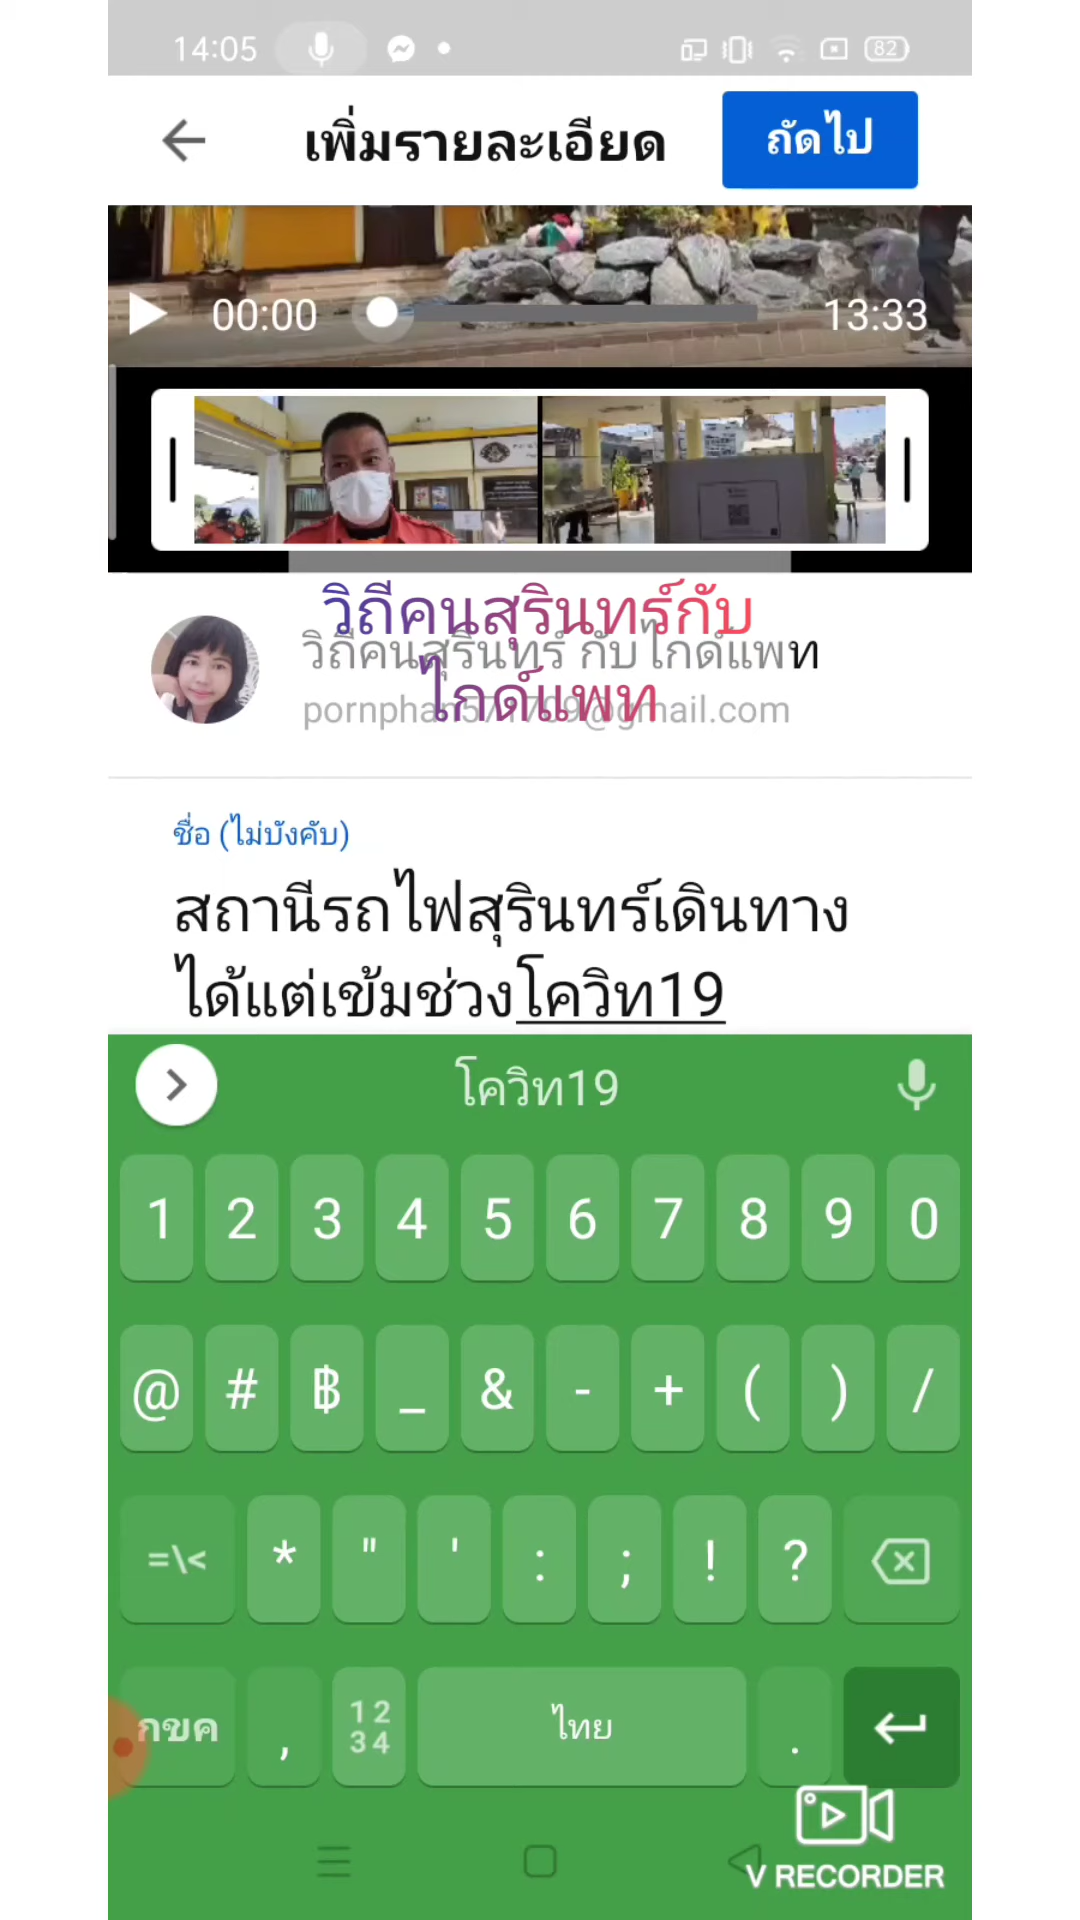 14:05
82
เพิ่มรายละเอียด
ถัดไป
00:00
13:33
วิถีคนสุรินทร์กับ
ไกด์แพท
วิถีคนสุรินทร์ กับไกด์แพท
ชื่อ (ไม่บังคับ)
สถานีรถไฟสุรินทร์เดินทาง
ได้แต่เข้มช่วงโควิท19
โควิท19
1 2 3 4 5 6 7 8 9 0
@ # ฿ _ & - + ( ) /
=\< * " ' : ; ! ?
กขค , 12 34 ไทย .
V RECORDER